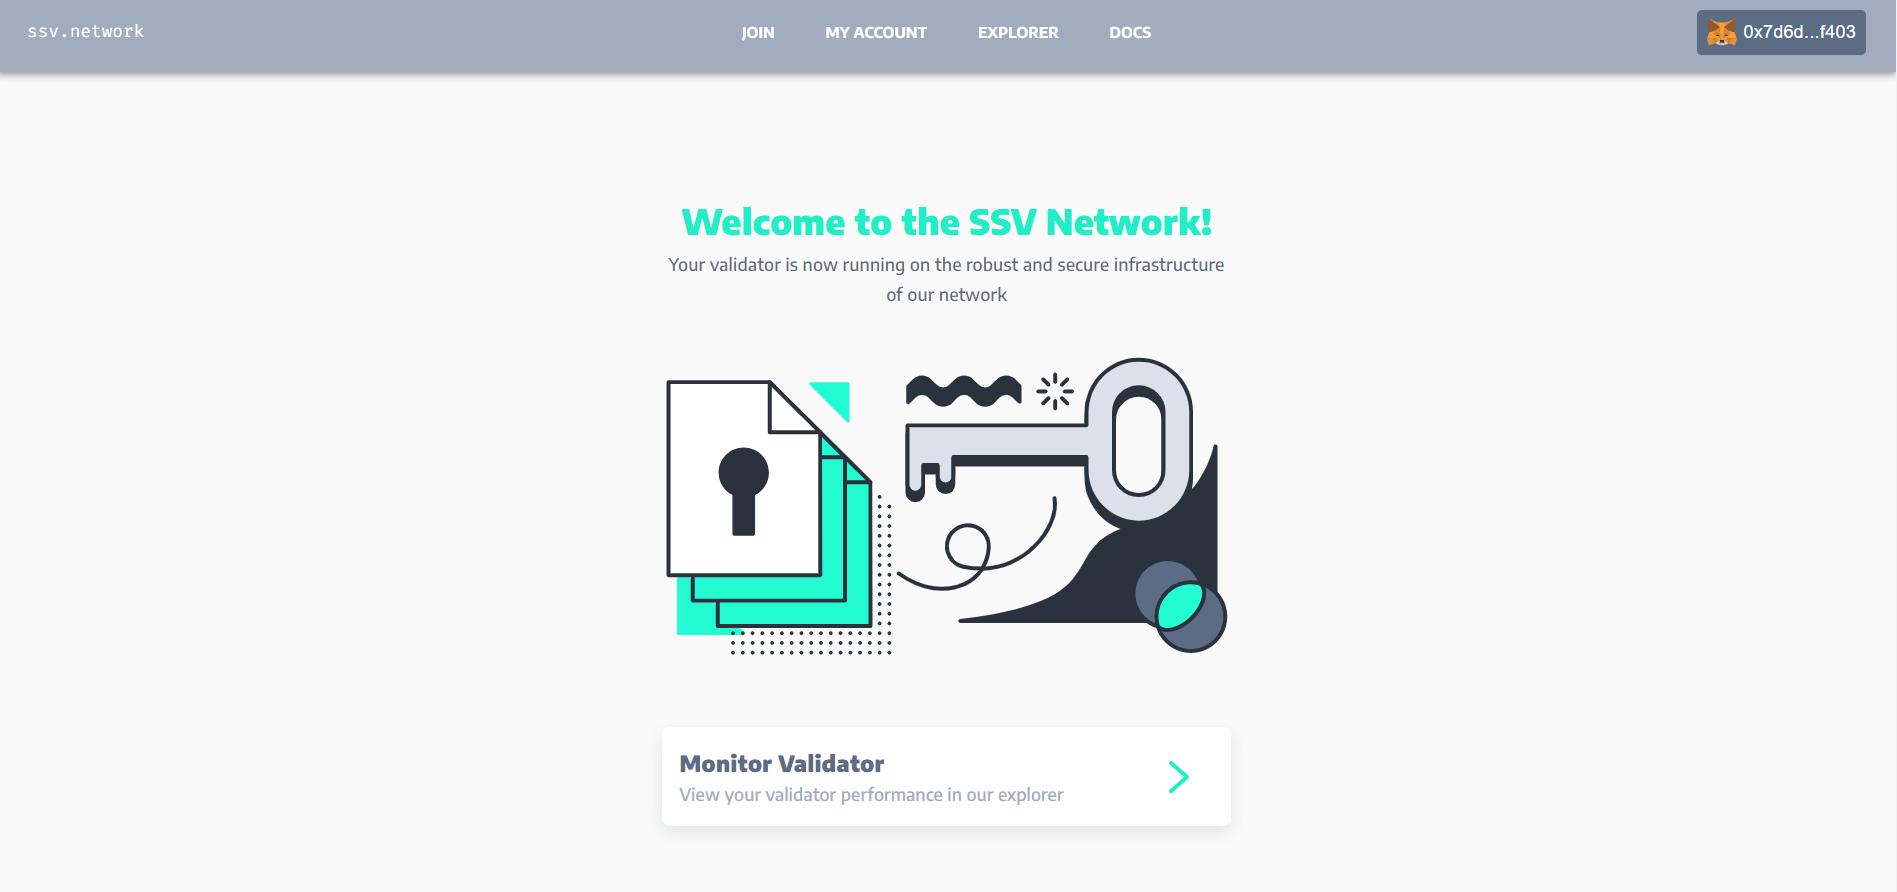 ssv.network
JOIN
MY ACCOUNT
EXPLORER
DOCS
0x7d6d...f403
Welcome to the SSV Network!
Your validator is now running on the robust and secure infrastructure
of our network
Monitor Validator
View your validator performance in our explorer